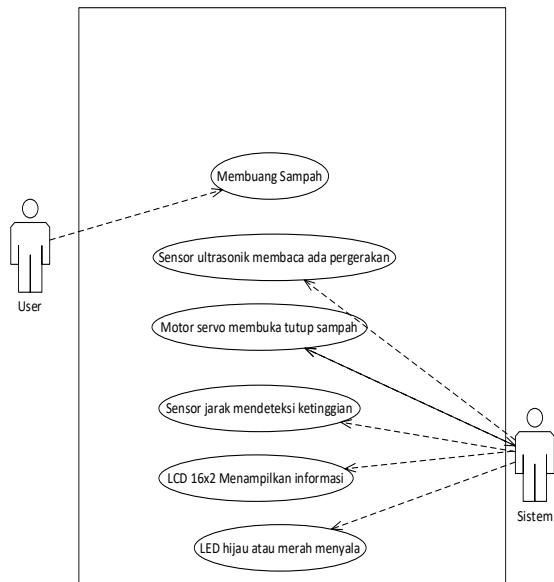 Membuang Sampah
User
Sensor ultrasonik membaca ada pergerakan
Motor servo membuka tutup sampah
Sensor jarak mendeteksi ketinggian
LCD 16x2 Menampilkan informasi
Sistem
LED hijau atau merah menyala